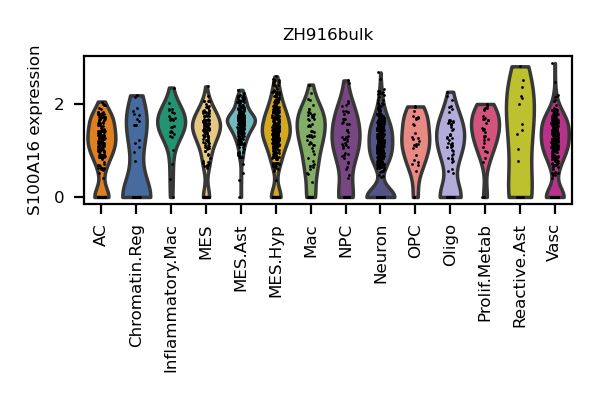 ZH916bulk
S100A16 expression
2
0
AC
Chromatin.Reg
Inflammatory.Mac
MES
MES.Ast
MES.Hyp
Mac
NPC
Neuron
OPC
Oligo
Prolif.Metab
Reactive.Ast
Vasc